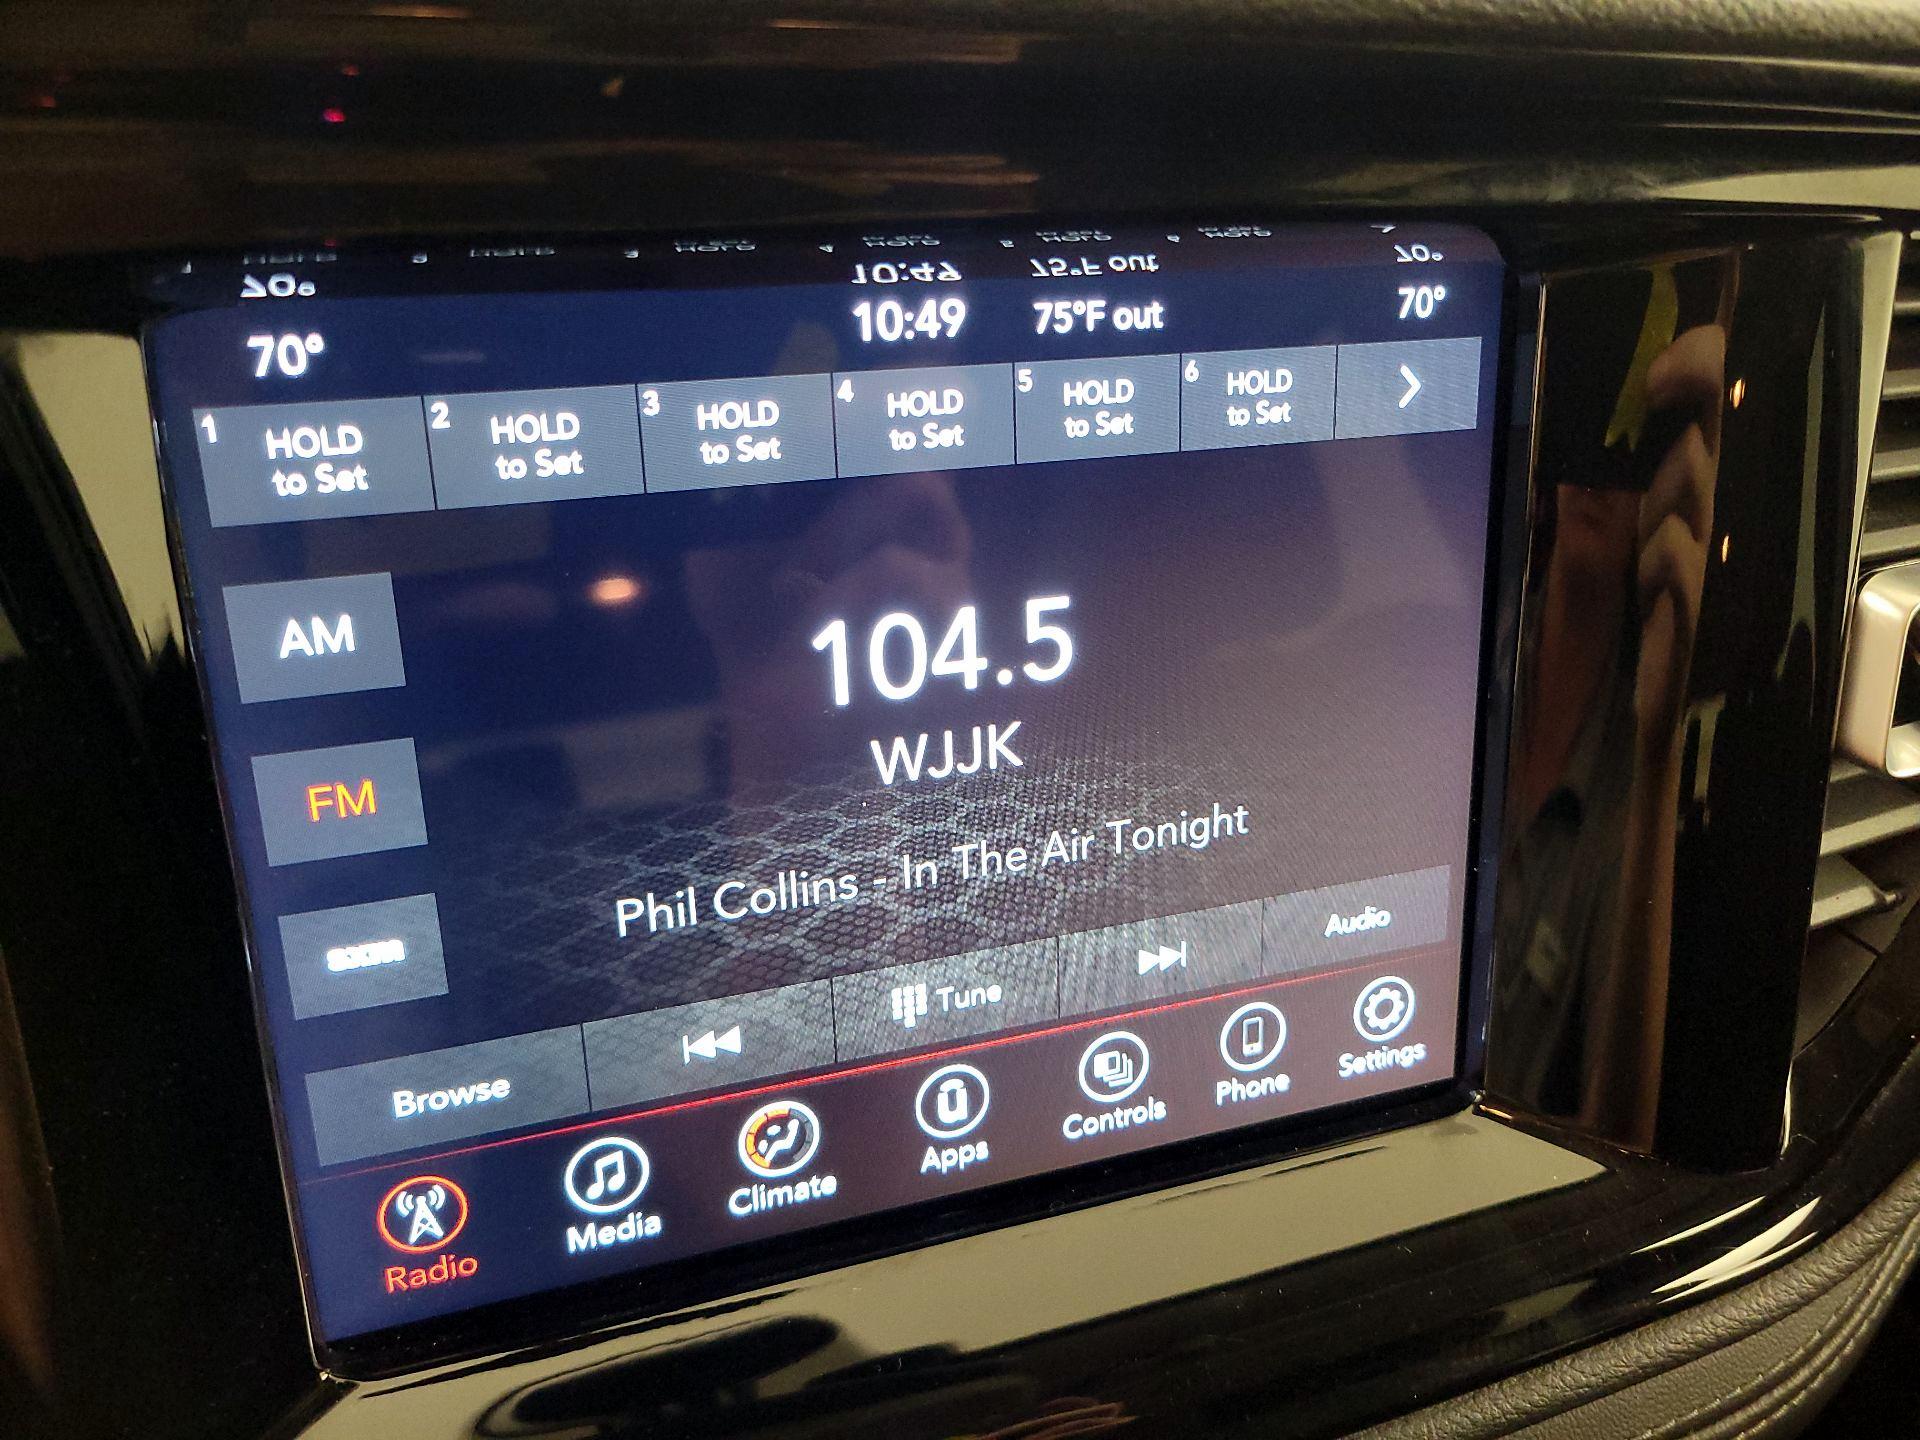 70° 10:49 75°F out 70°
1 HOLD to Set
2 HOLD to Set
3 HOLD to Set
4 HOLD to Set
5 HOLD to Set
6 HOLD to Set
AM
104.5
WJJK
FM
Phil Collins - In The Air Tonight
sxm
Browse
Tune
Audio
Radio
Media
Climate
Apps
Controls
Phone
Settings